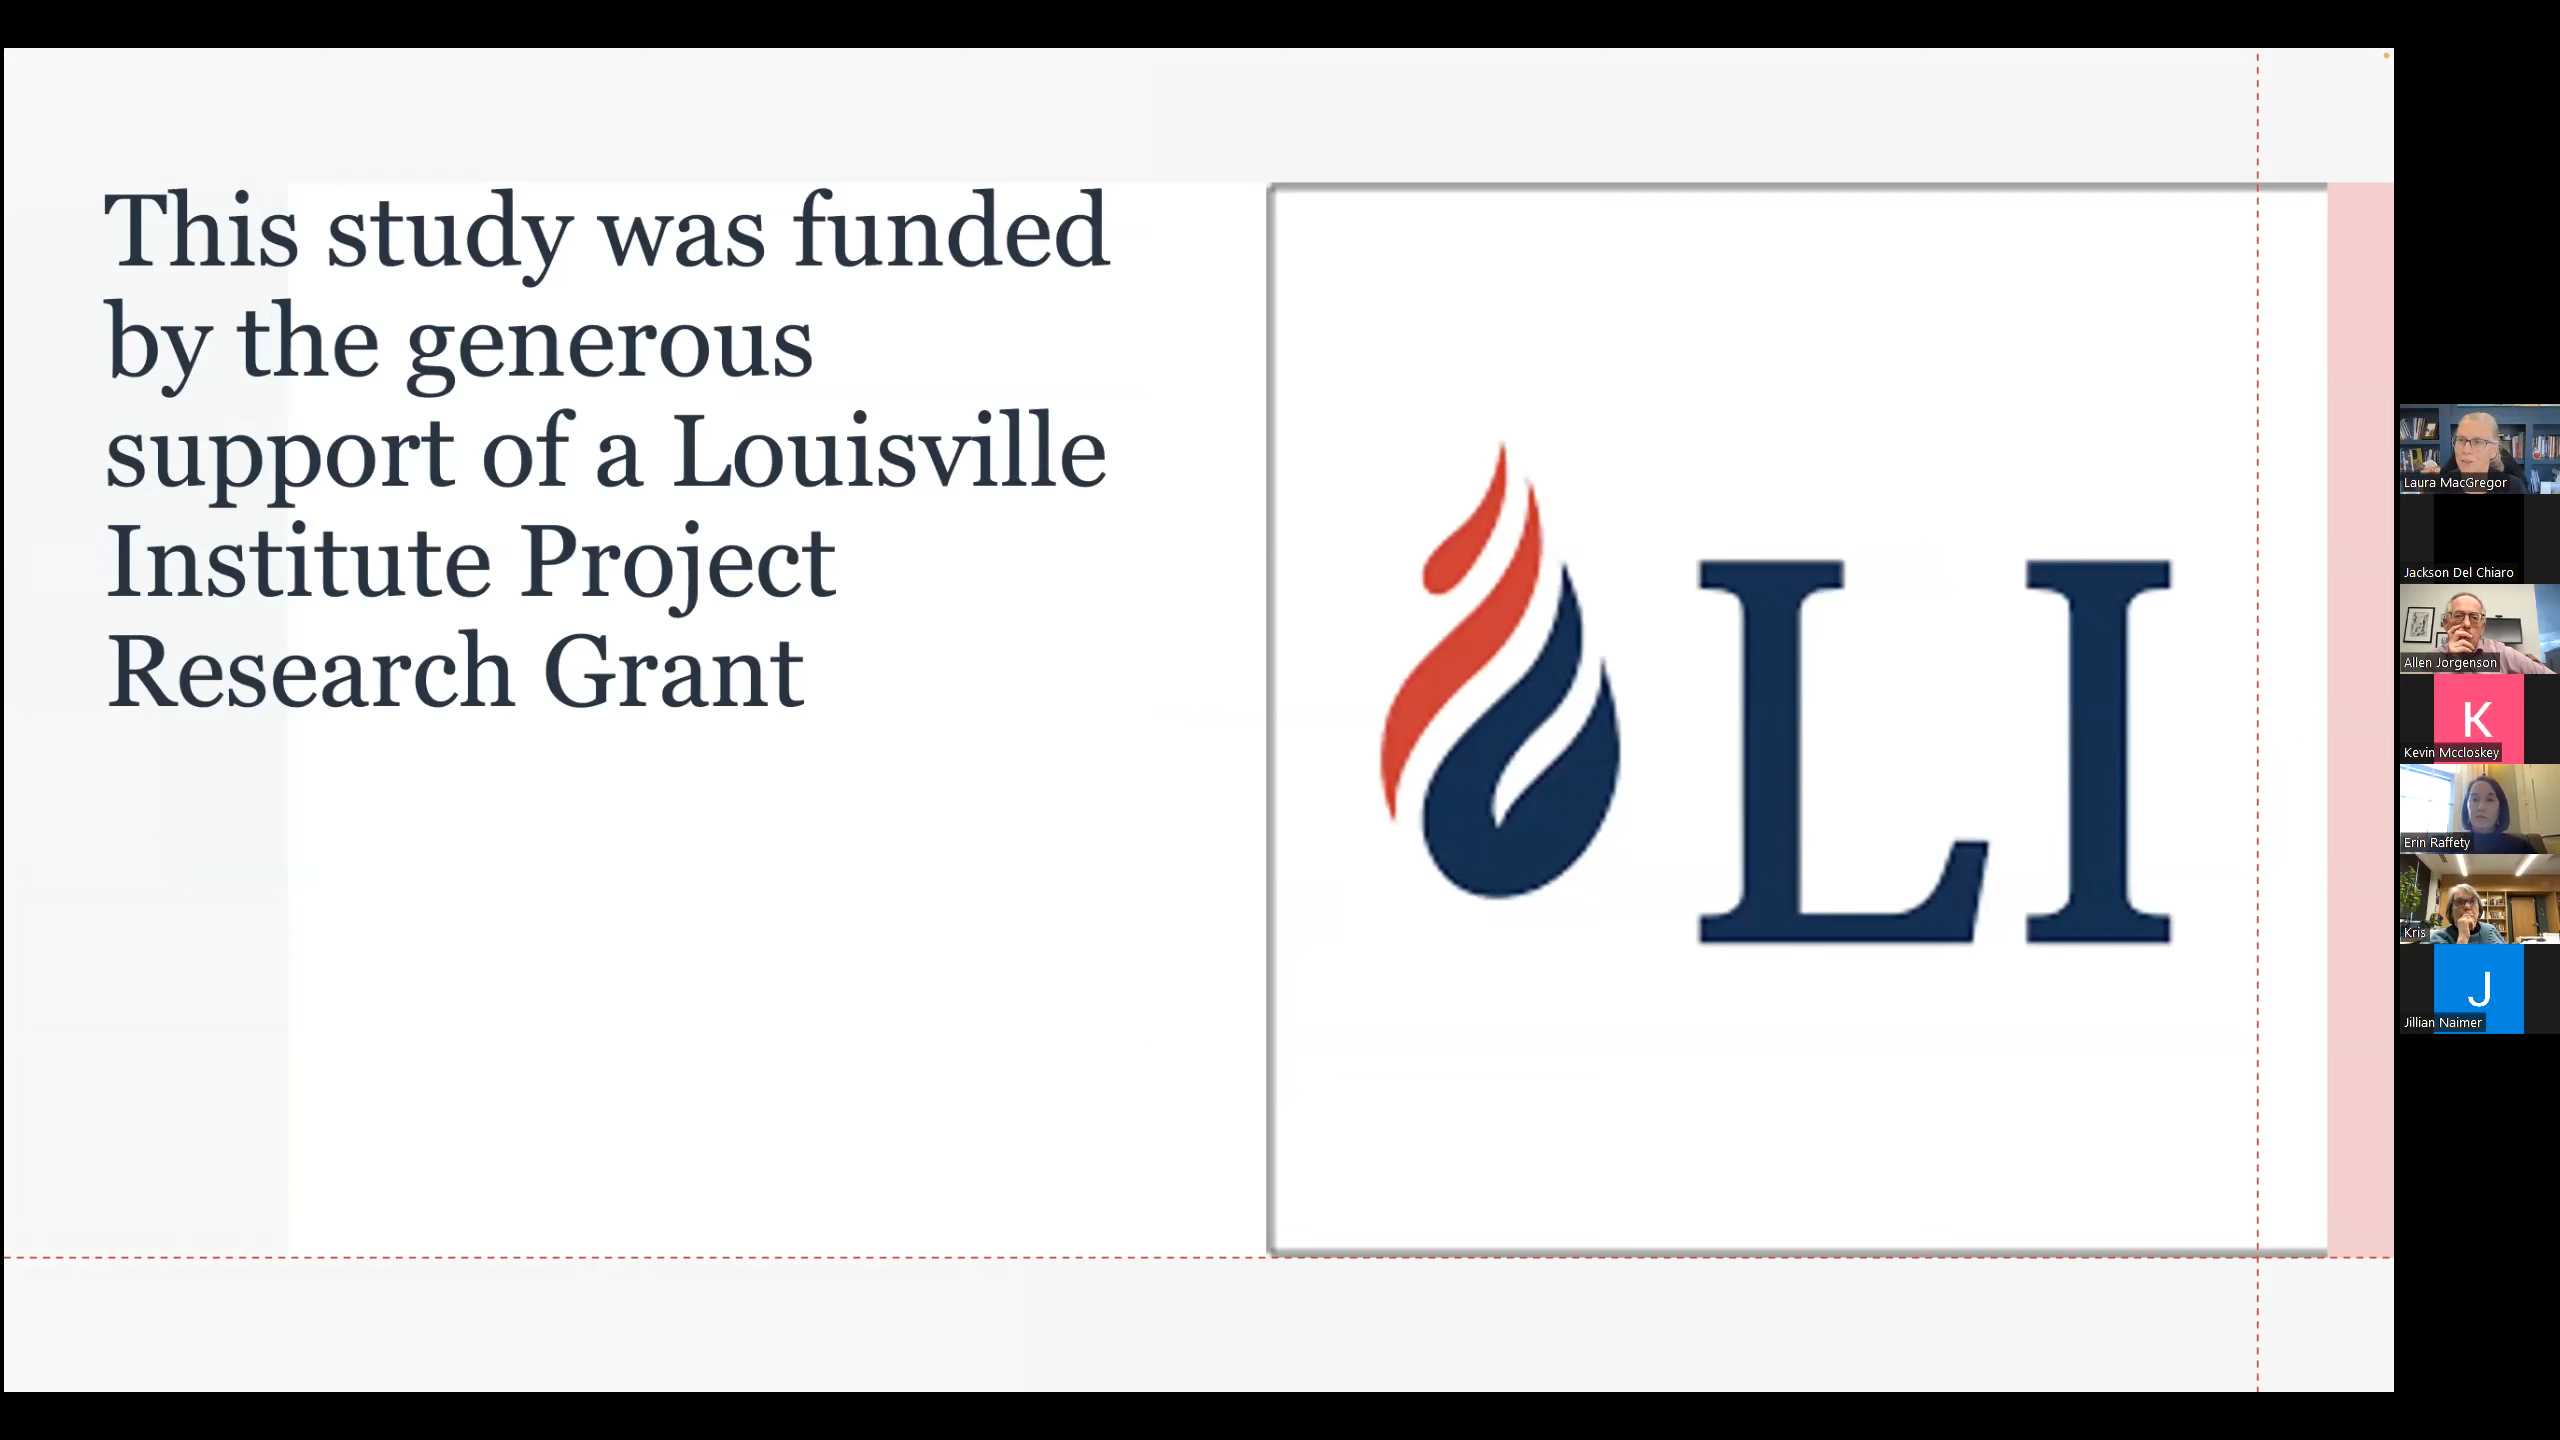 This study was funded
by the generous
support of a Louisville
Institute Project
Research Grant
LI
Laura MacGregor
Jackson Del Chiaro
Allen Jorgenson
K
Kevin Mccloskey
Erin Raffety
Kris
J
Jillian Naimer